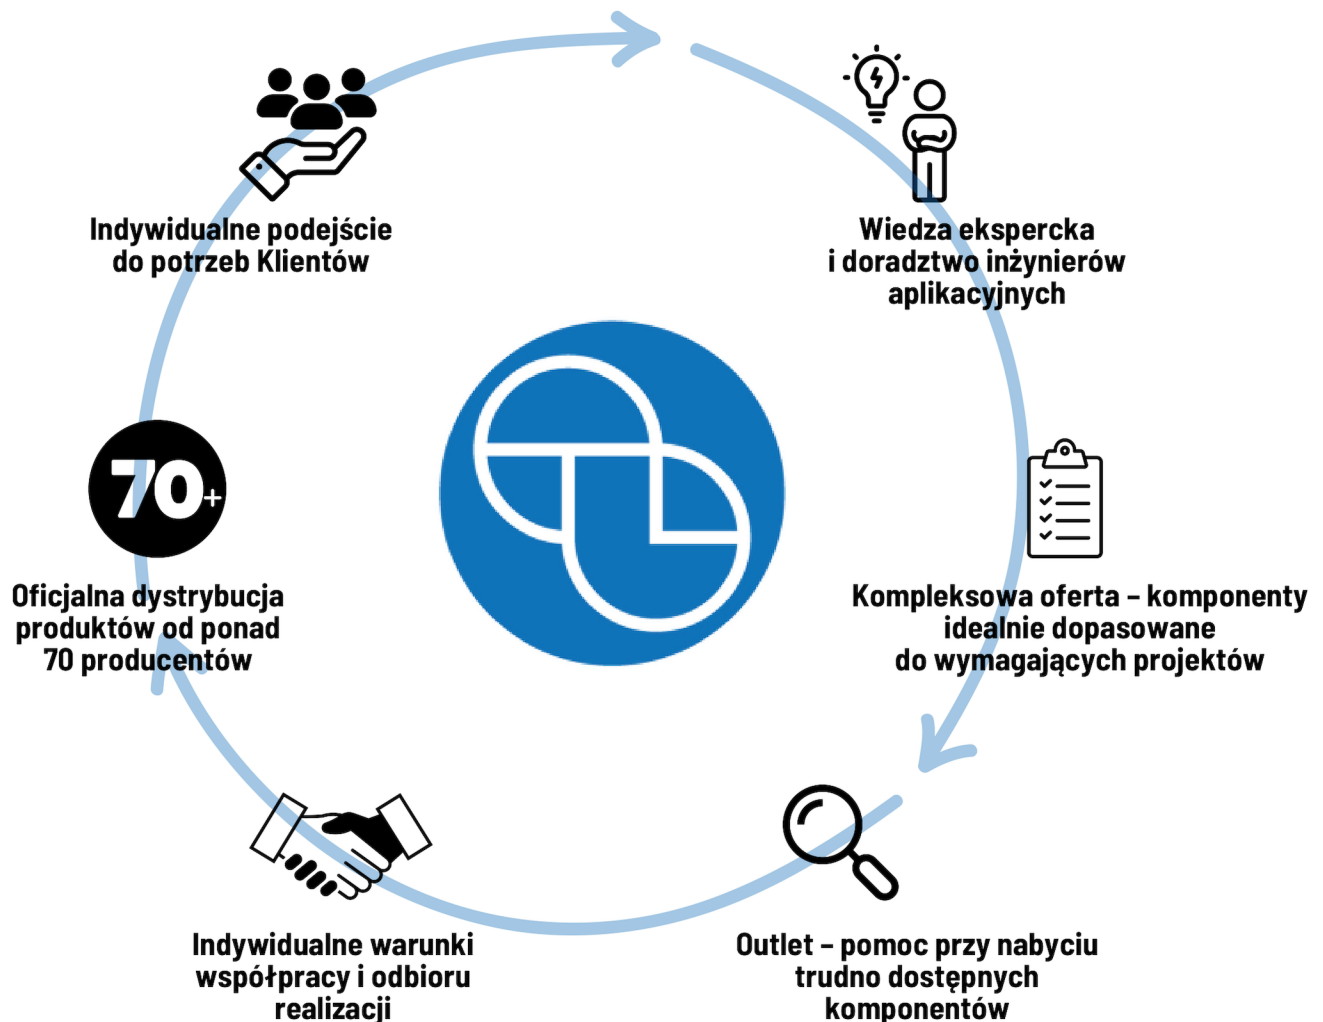 Indywidualne podejście
do potrzeb Klientów
Wiedza ekspercka
i doradztwo inżynierów
aplikacyjnych
70+
Oficjalna dystrybucja
produktów od ponad
70 producentów
Kompleksowa oferta – komponenty
idealnie dopasowane
do wymagających projektów
Indywidualne warunki
współpracy i odbioru
realizacji
Outlet – pomoc przy nabyciu
trudno dostępnych
komponentów